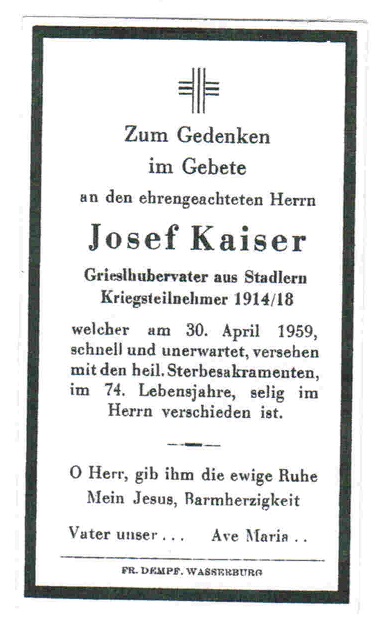 Zum Gedenken
im Gebete
an den ehrengeachteten Herrn
Josef Kaiser
Grieslhubervater aus Stadlern
Kriegsteilnehmer 1914/18
welcher am 30. April 1959,
schnell und unerwartet, versehen
mit den heil. Sterbesakramenten,
im 74. Lebensjahre, selig im
Herrn verschieden ist.
O Herr, gib ihm die ewige Ruhe
Mein Jesus, Barmherzigkeit
Vater unser . . . Ave Maria . .
FR. DEMPF. WASSERBURG